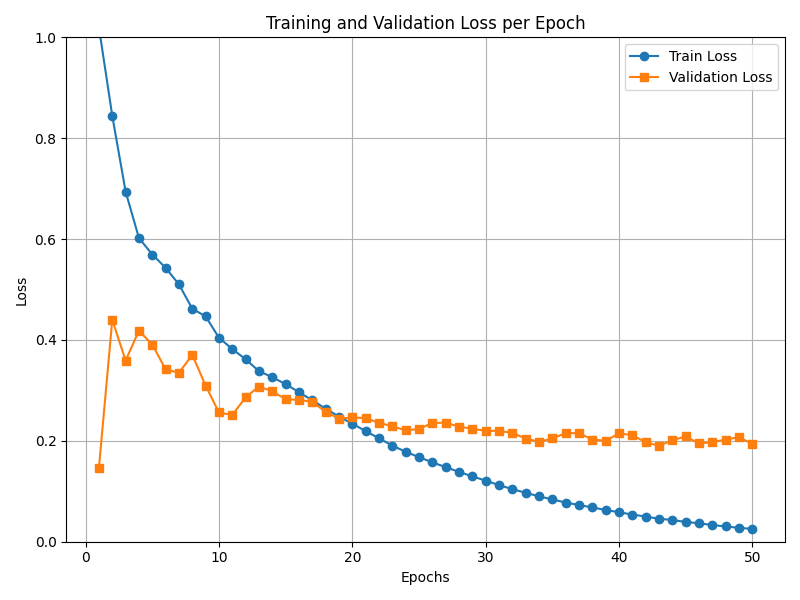 Training and Validation Loss per Epoch
Train Loss
Validation Loss
1.0
0.8
0.6
0.4
0.2
0.0
Loss
0 10 20 30 40 50
Epochs